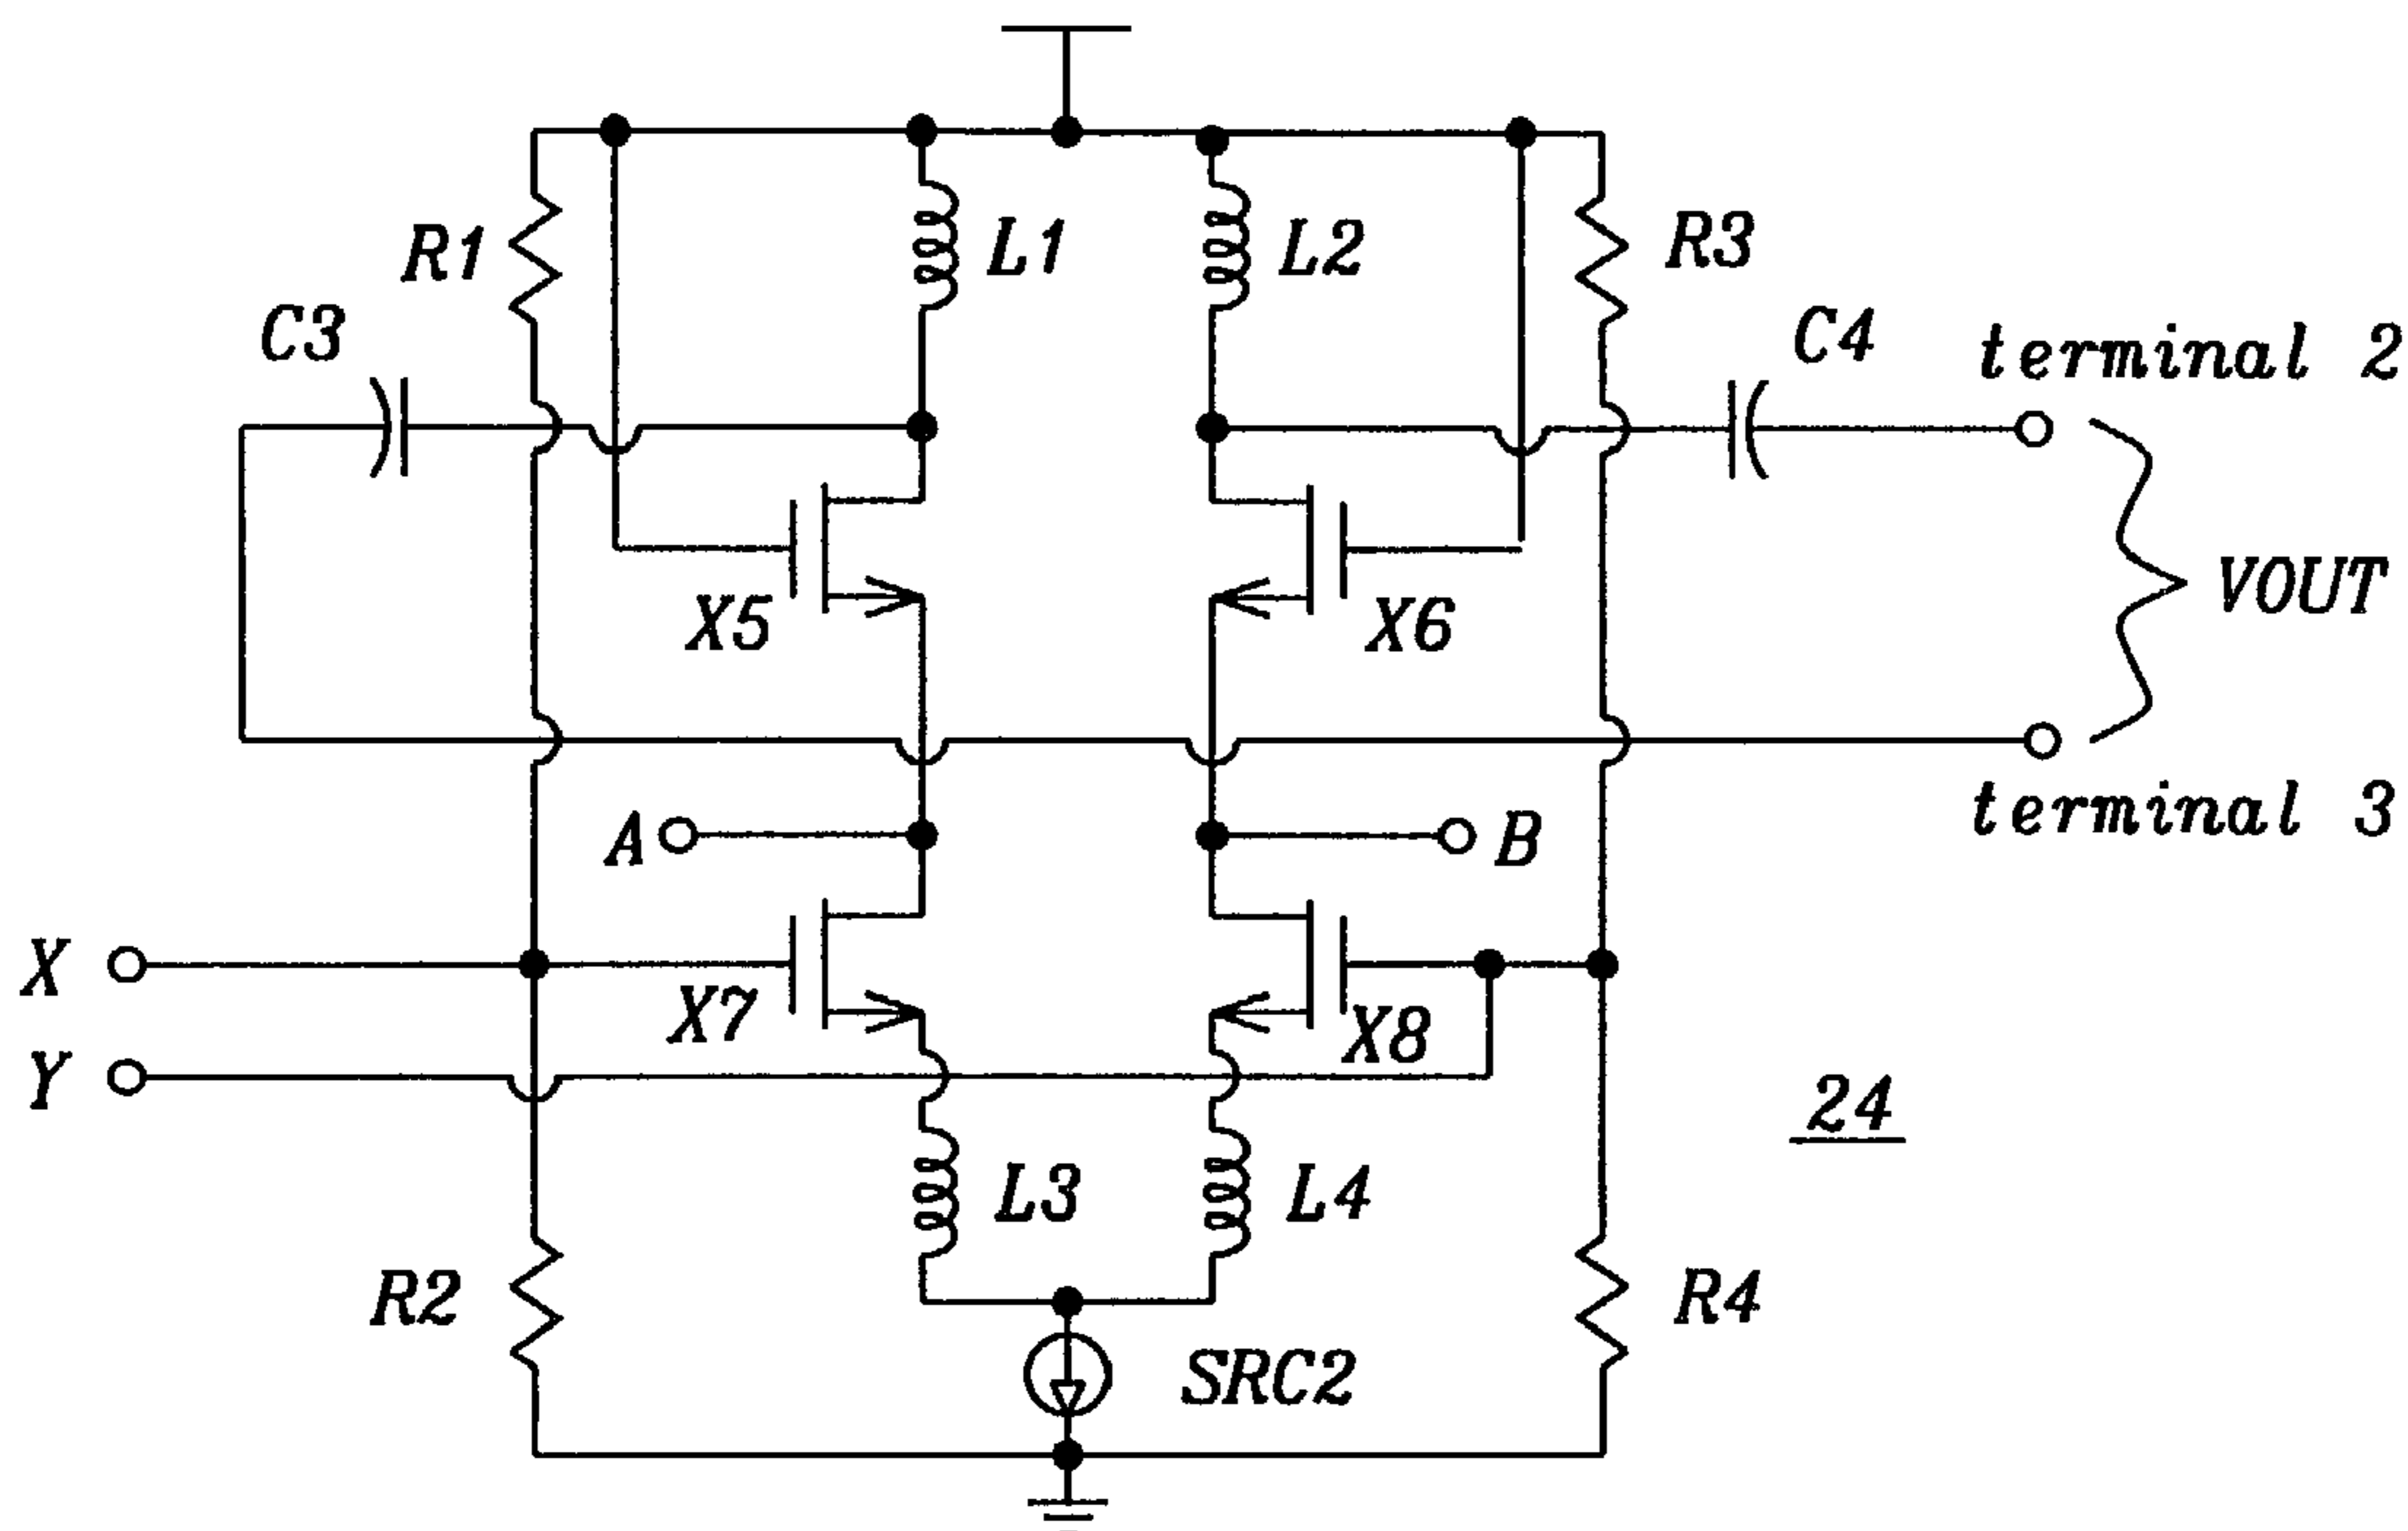 R1
L1
L2
R3
C3
C4
terminal 2
X5
X6
VOUT
terminal 3
A
B
X
X7
X8
Y
24
L3
L4
R2
R4
SRC2